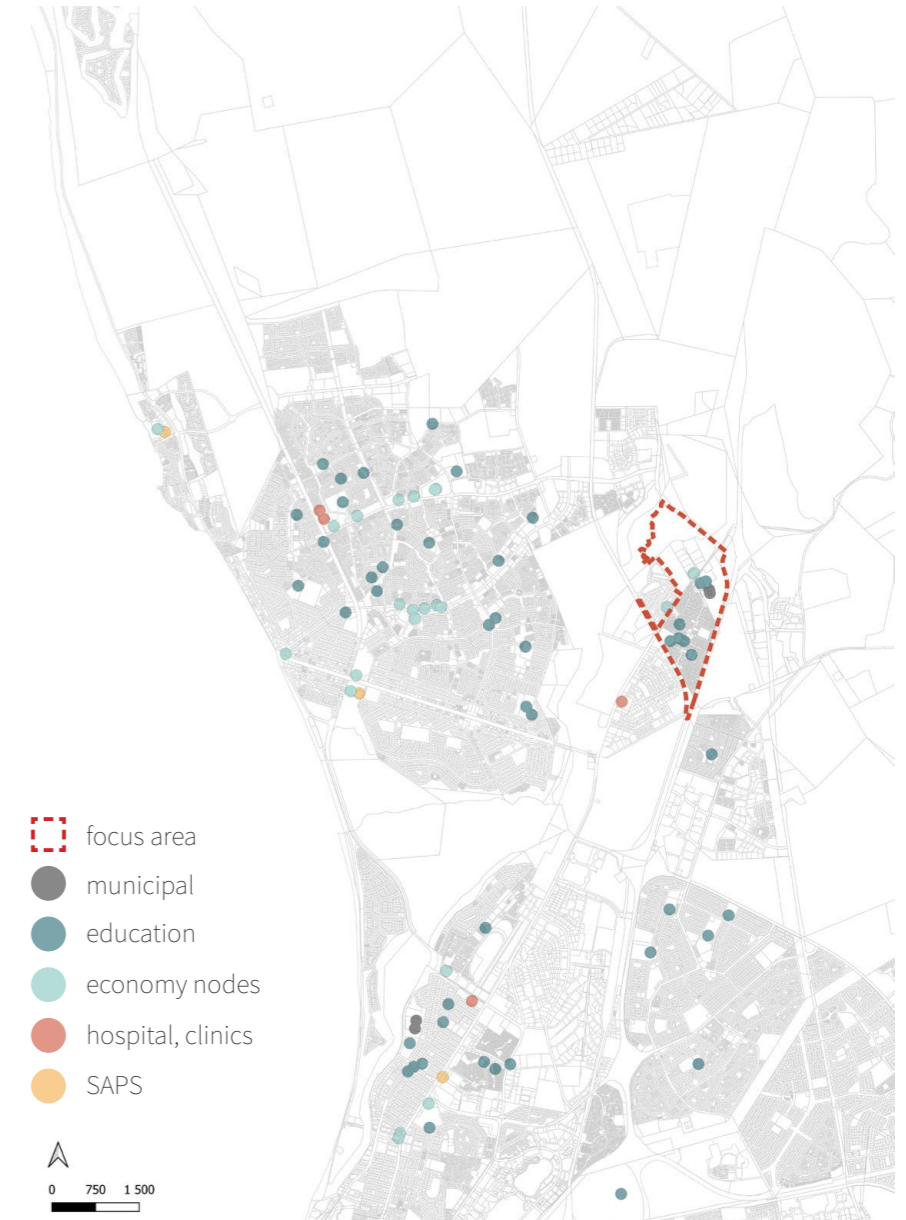 focus area
municipal
education
economy nodes
hospital, clinics
SAPS
0 750 1 500